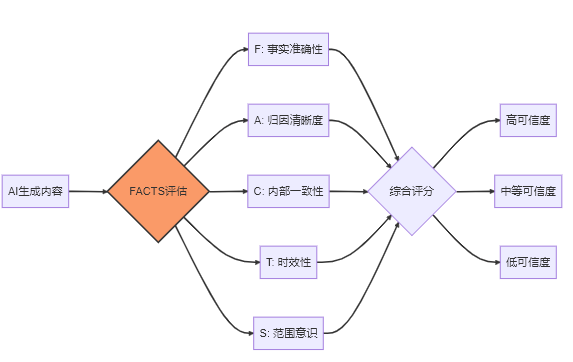 AI生成内容
FACTS评估
F: 事实准确性
A: 归因清晰度
C: 内部一致性
T: 时效性
S: 范围意识
综合评分
高可信度
中等可信度
低可信度